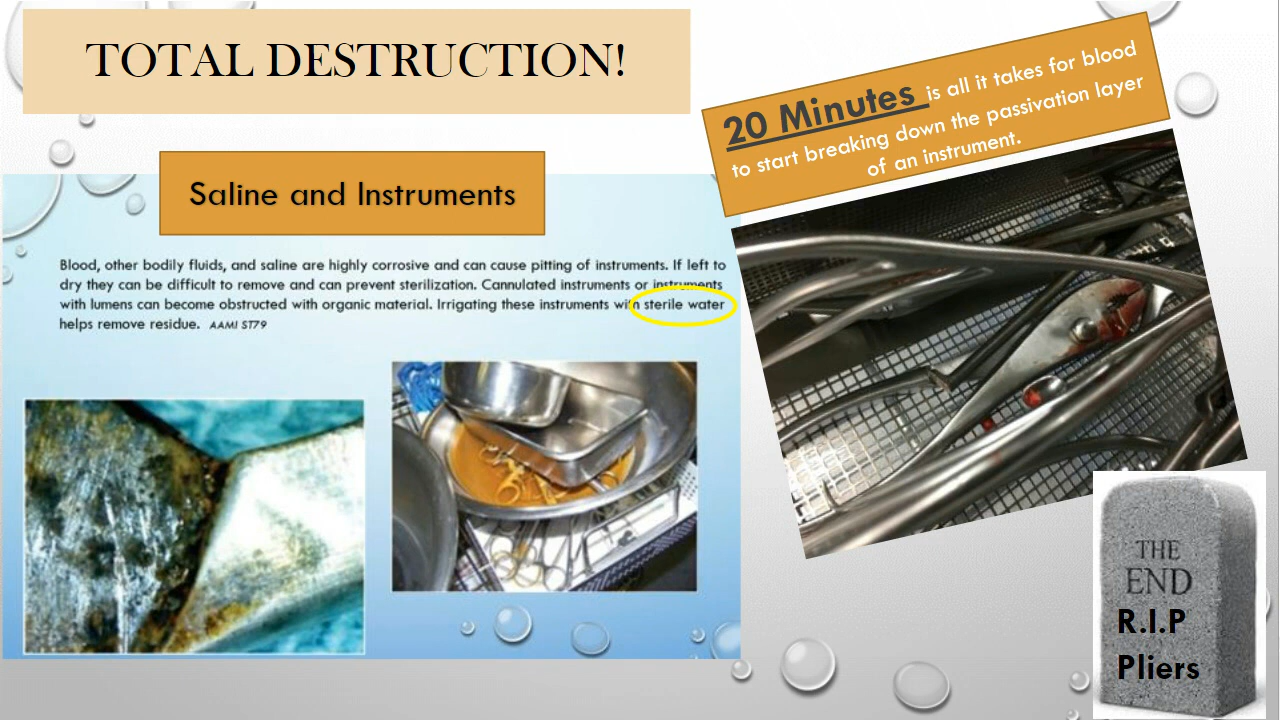 TOTAL DESTRUCTION!
20 Minutes is all it takes for blood
to start breaking down the passivation layer
of an instrument.
Saline and Instruments
Blood, other bodily fluids, and saline are highly corrosive and can cause pitting of instruments. If left to
dry they can be difficult to remove and can prevent sterilization. Cannulated instruments or instruments
with lumens can become obstructed with organic material. Irrigating these instruments with sterile water
helps remove residue. AAMI ST79
THE
END
R.I.P
Pliers